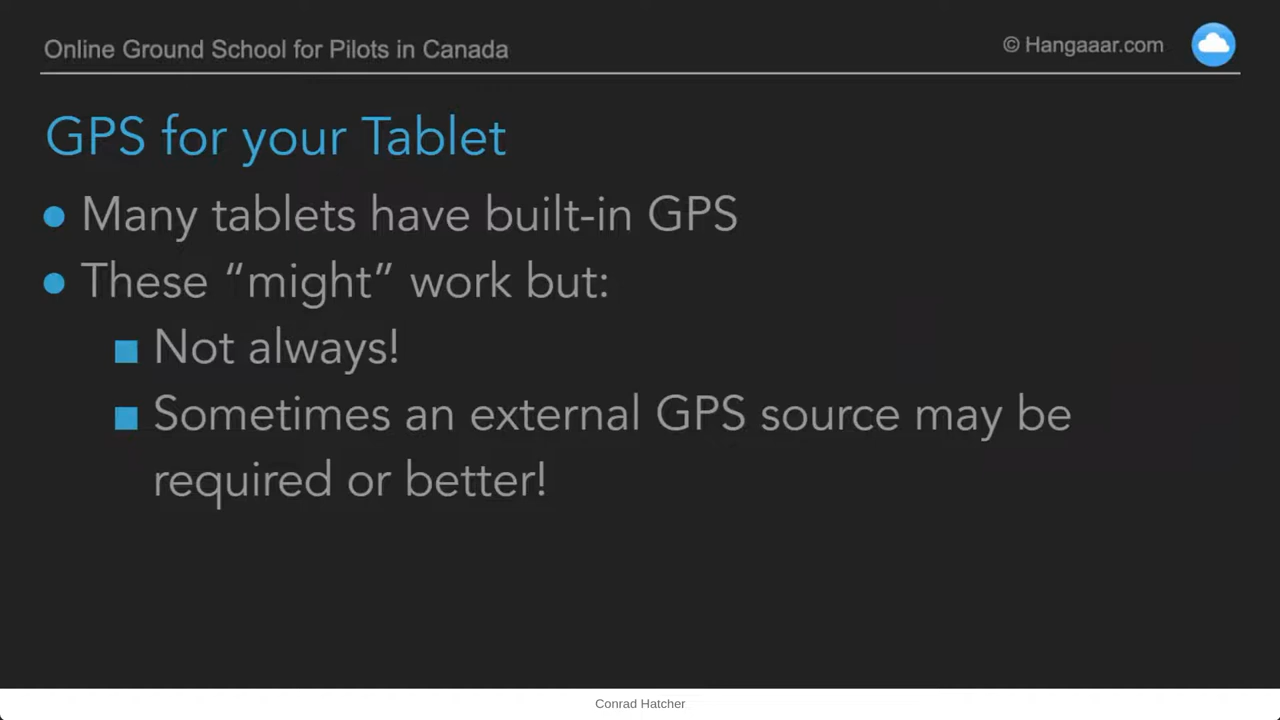 Online Ground School for Pilots in Canada
© Hangaaar.com
GPS for your Tablet
Many tablets have built-in GPS
These “might” work but:
Not always!
Sometimes an external GPS source may be
required or better!
Conrad Hatcher